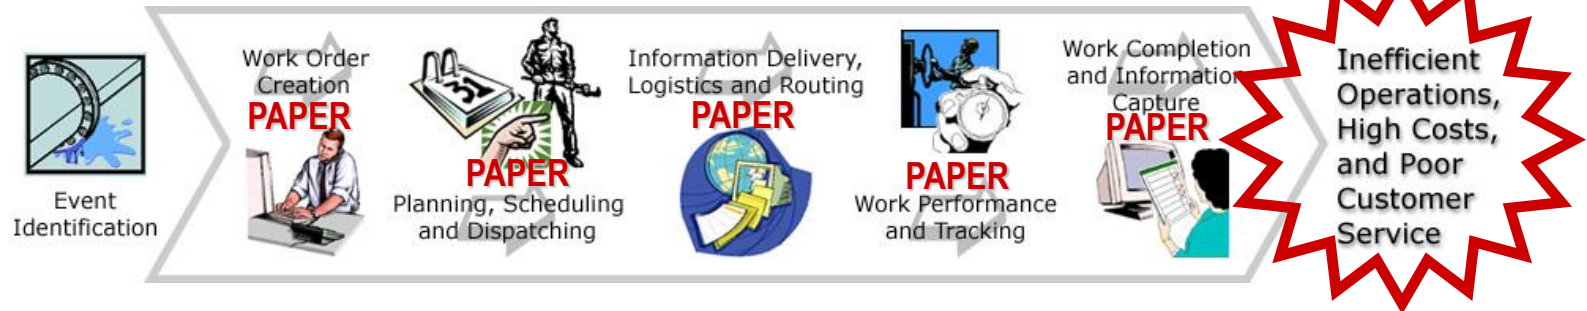 Event
Identification
Work Order
Creation
PAPER
31
PAPER
Planning, Scheduling
and Dispatching
Information Delivery,
Logistics and Routing
PAPER
PAPER
Work Performance
and Tracking
Work Completion
and Information
Capture
PAPER
Inefficient
Operations,
High Costs,
and Poor
Customer
Service